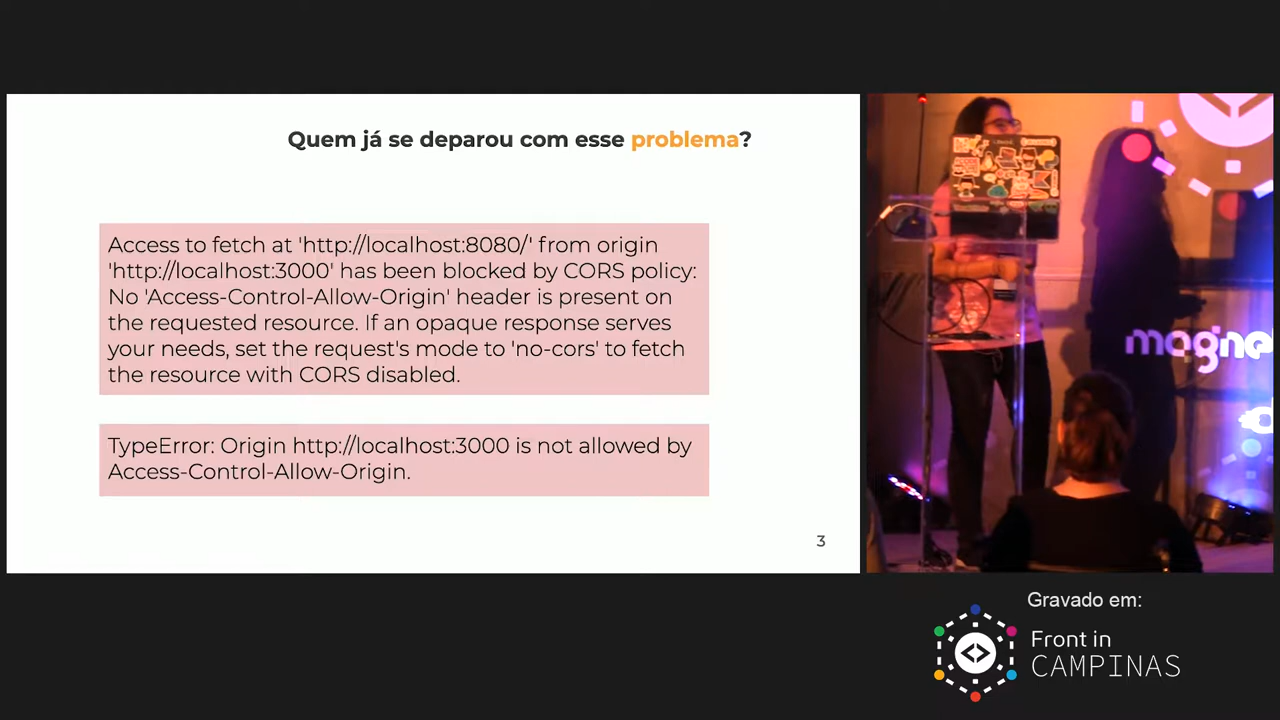 Quem já se deparou com esse problema?
Access to fetch at 'http://localhost:8080/' from origin
'http://localhost:3000' has been blocked by CORS policy:
No 'Access-Control-Allow-Origin' header is present on
the requested resource. If an opaque response serves
your needs, set the request's mode to 'no-cors' to fetch
the resource with CORS disabled.
TypeError: Origin http://localhost:3000 is not allowed by
Access-Control-Allow-Origin.
3
magne
Gravado em:
Front in
CAMPINAS